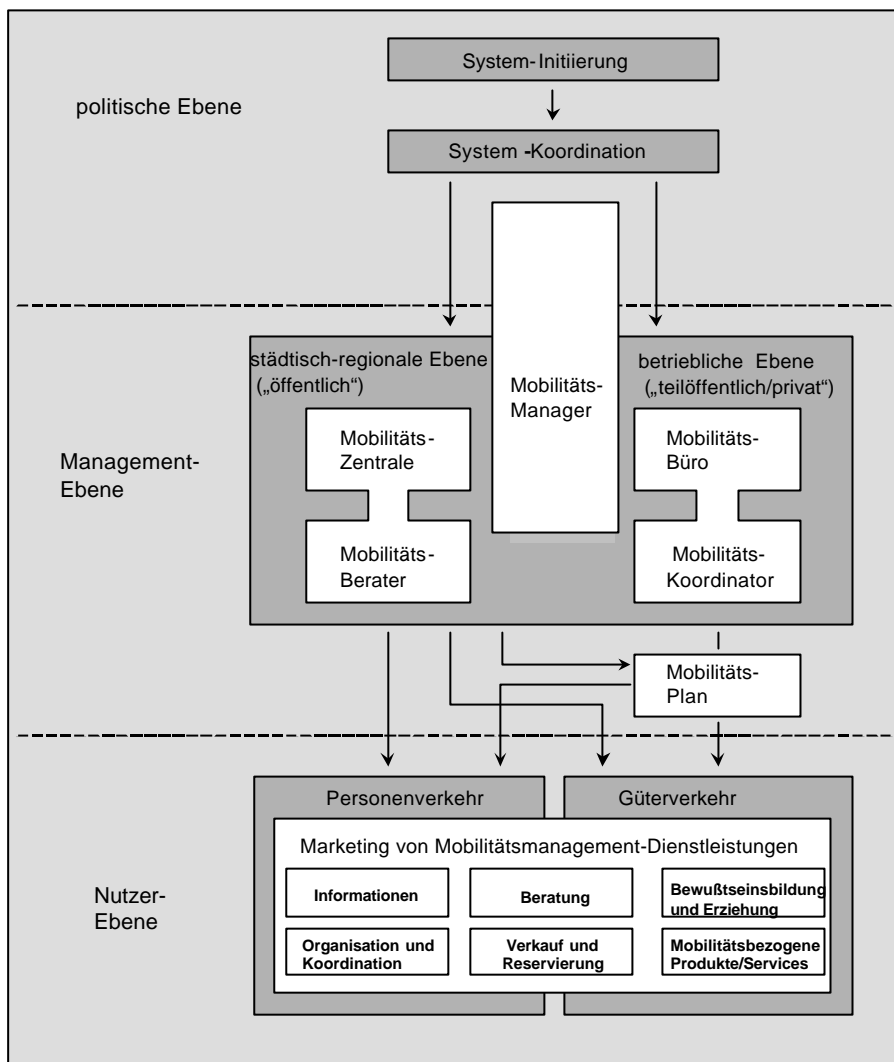 System-Initiierung
politische Ebene
System -Koordination
städtisch-regionale Ebene
(„öffentlich“)
Mobilitäts-
Manager
betriebliche Ebene
(„teilöffentlich/privat“)
Management-
Ebene
Mobilitäts-
Zentrale
Mobilitäts-
Büro
Mobilitäts-
Berater
Mobilitäts-
Koordinator
Mobilitäts-
Plan
Nutzer-
Ebene
Personenverkehr
Güterverkehr
Marketing von Mobilitätsmanagement-Dienstleistungen
Informationen
Beratung
Bewußtseinsbildung
und Erziehung
Organisation und
Koordination
Verkauf und
Reservierung
Mobilitätsbezogene
Produkte/Services